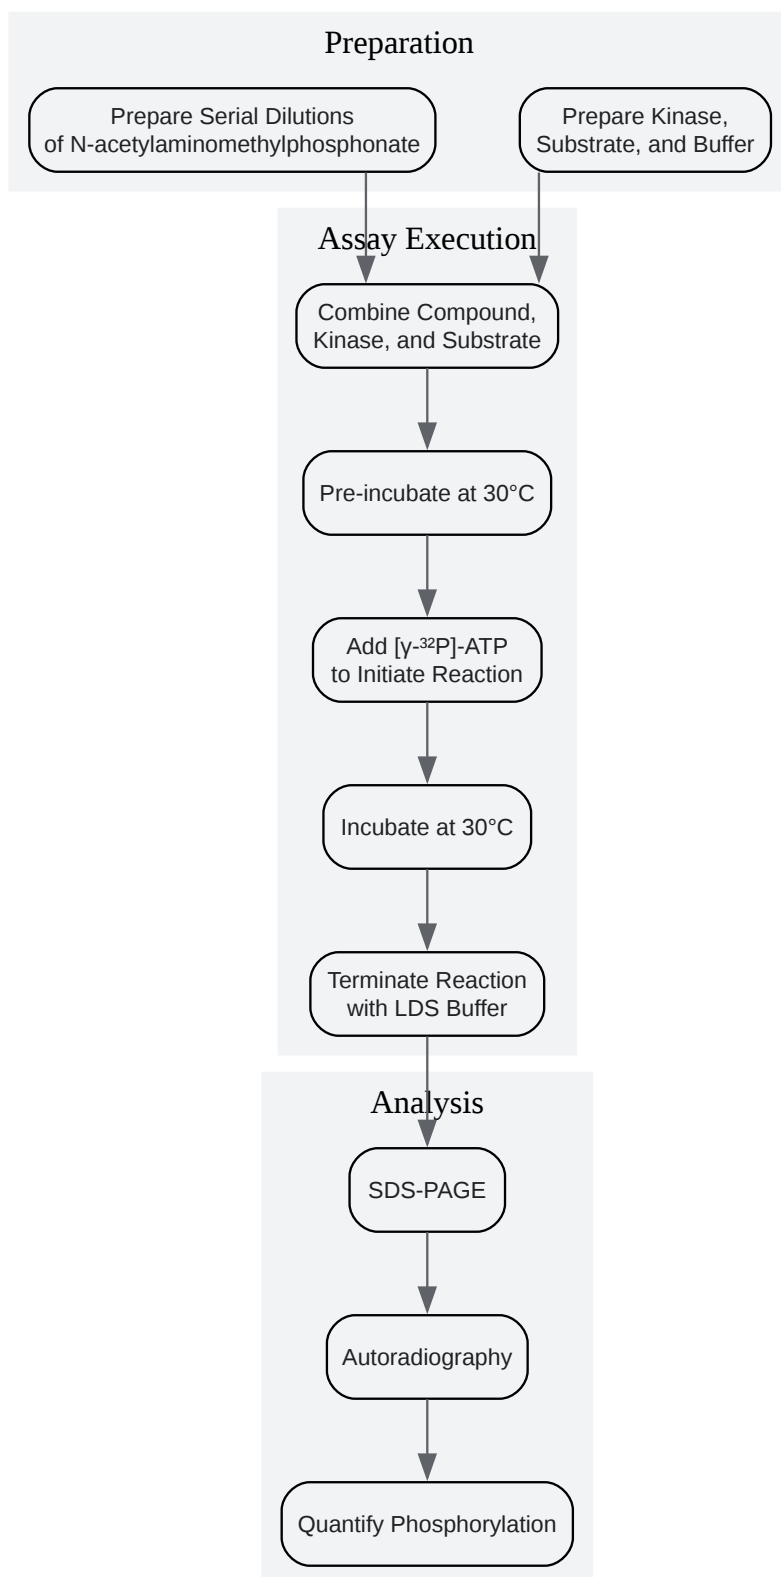 Preparation
Prepare Serial Dilutions
of N-acetylaminomethylphosphonate
Prepare Kinase,
Substrate, and Buffer
Assay Execution
Combine Compound,
Kinase, and Substrate
Pre-incubate at 30°C
Add [γ-³²P]-ATP
to Initiate Reaction
Incubate at 30°C
Terminate Reaction
with LDS Buffer
Analysis
SDS-PAGE
Autoradiography
Quantify Phosphorylation